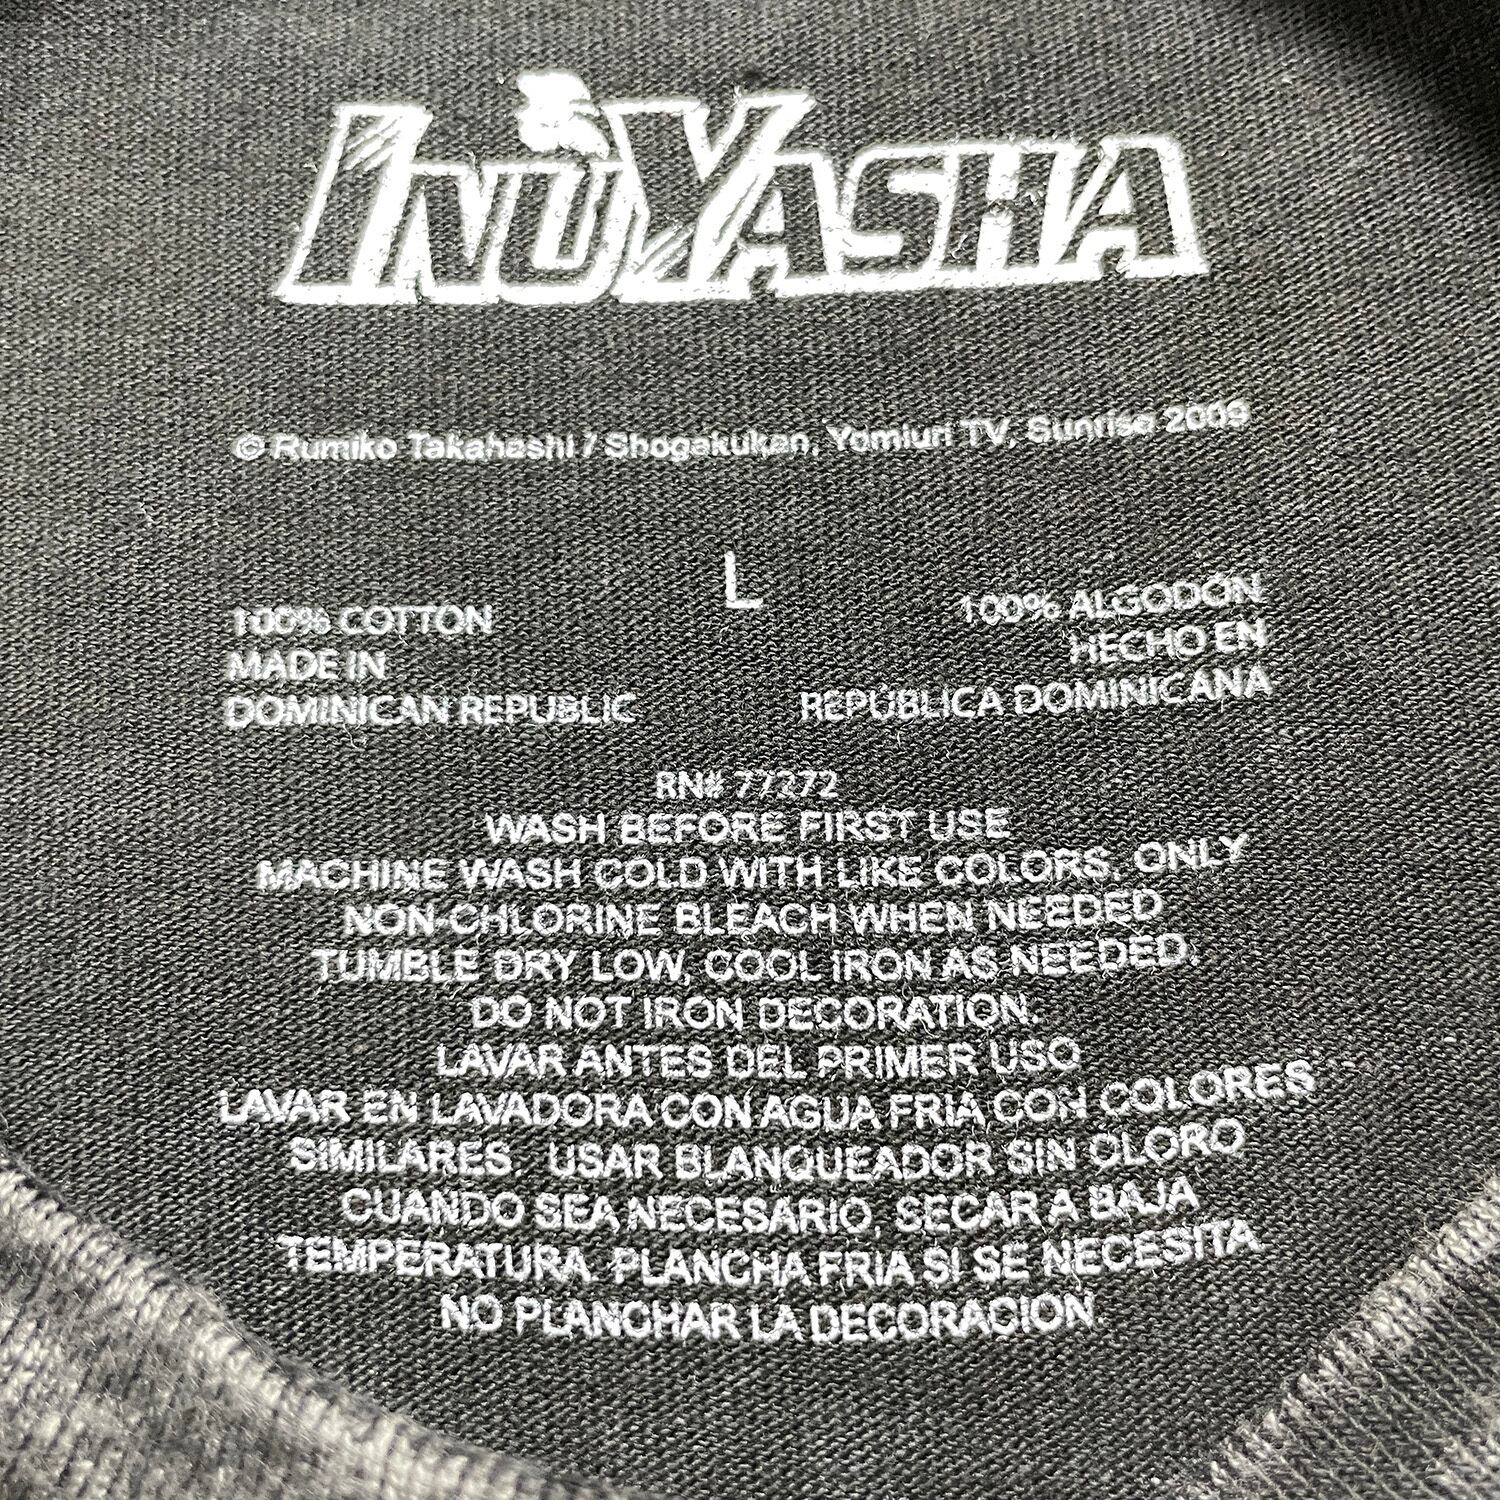 INUYASHA
© Rumiko Takahashi / Shogakukan, Yomiuri TV, Sunrise 2009
L
100% COTTON
MADE IN
DOMINICAN REPUBLIC
100% ALGODÓN
HECHO EN
REPÚBLICA DOMINICANA
RN# 77272
WASH BEFORE FIRST USE
MACHINE WASH COLD WITH LIKE COLORS. ONLY
NON-CHLORINE BLEACH WHEN NEEDED
TUMBLE DRY LOW, COOL IRON AS NEEDED.
DO NOT IRON DECORATION.
LAVAR ANTES DEL PRIMER USO
LAVAR EN LAVADORA CON AGUA FRIA CON COLORES
SIMILARES. USAR BLANQUEADOR SIN CLORO
CUANDO SEA NECESARIO, SECAR A BAJA
TEMPERATURA. PLANCHA FRIA SI SE NECESITA.
NO PLANCHAR LA DECORACION.